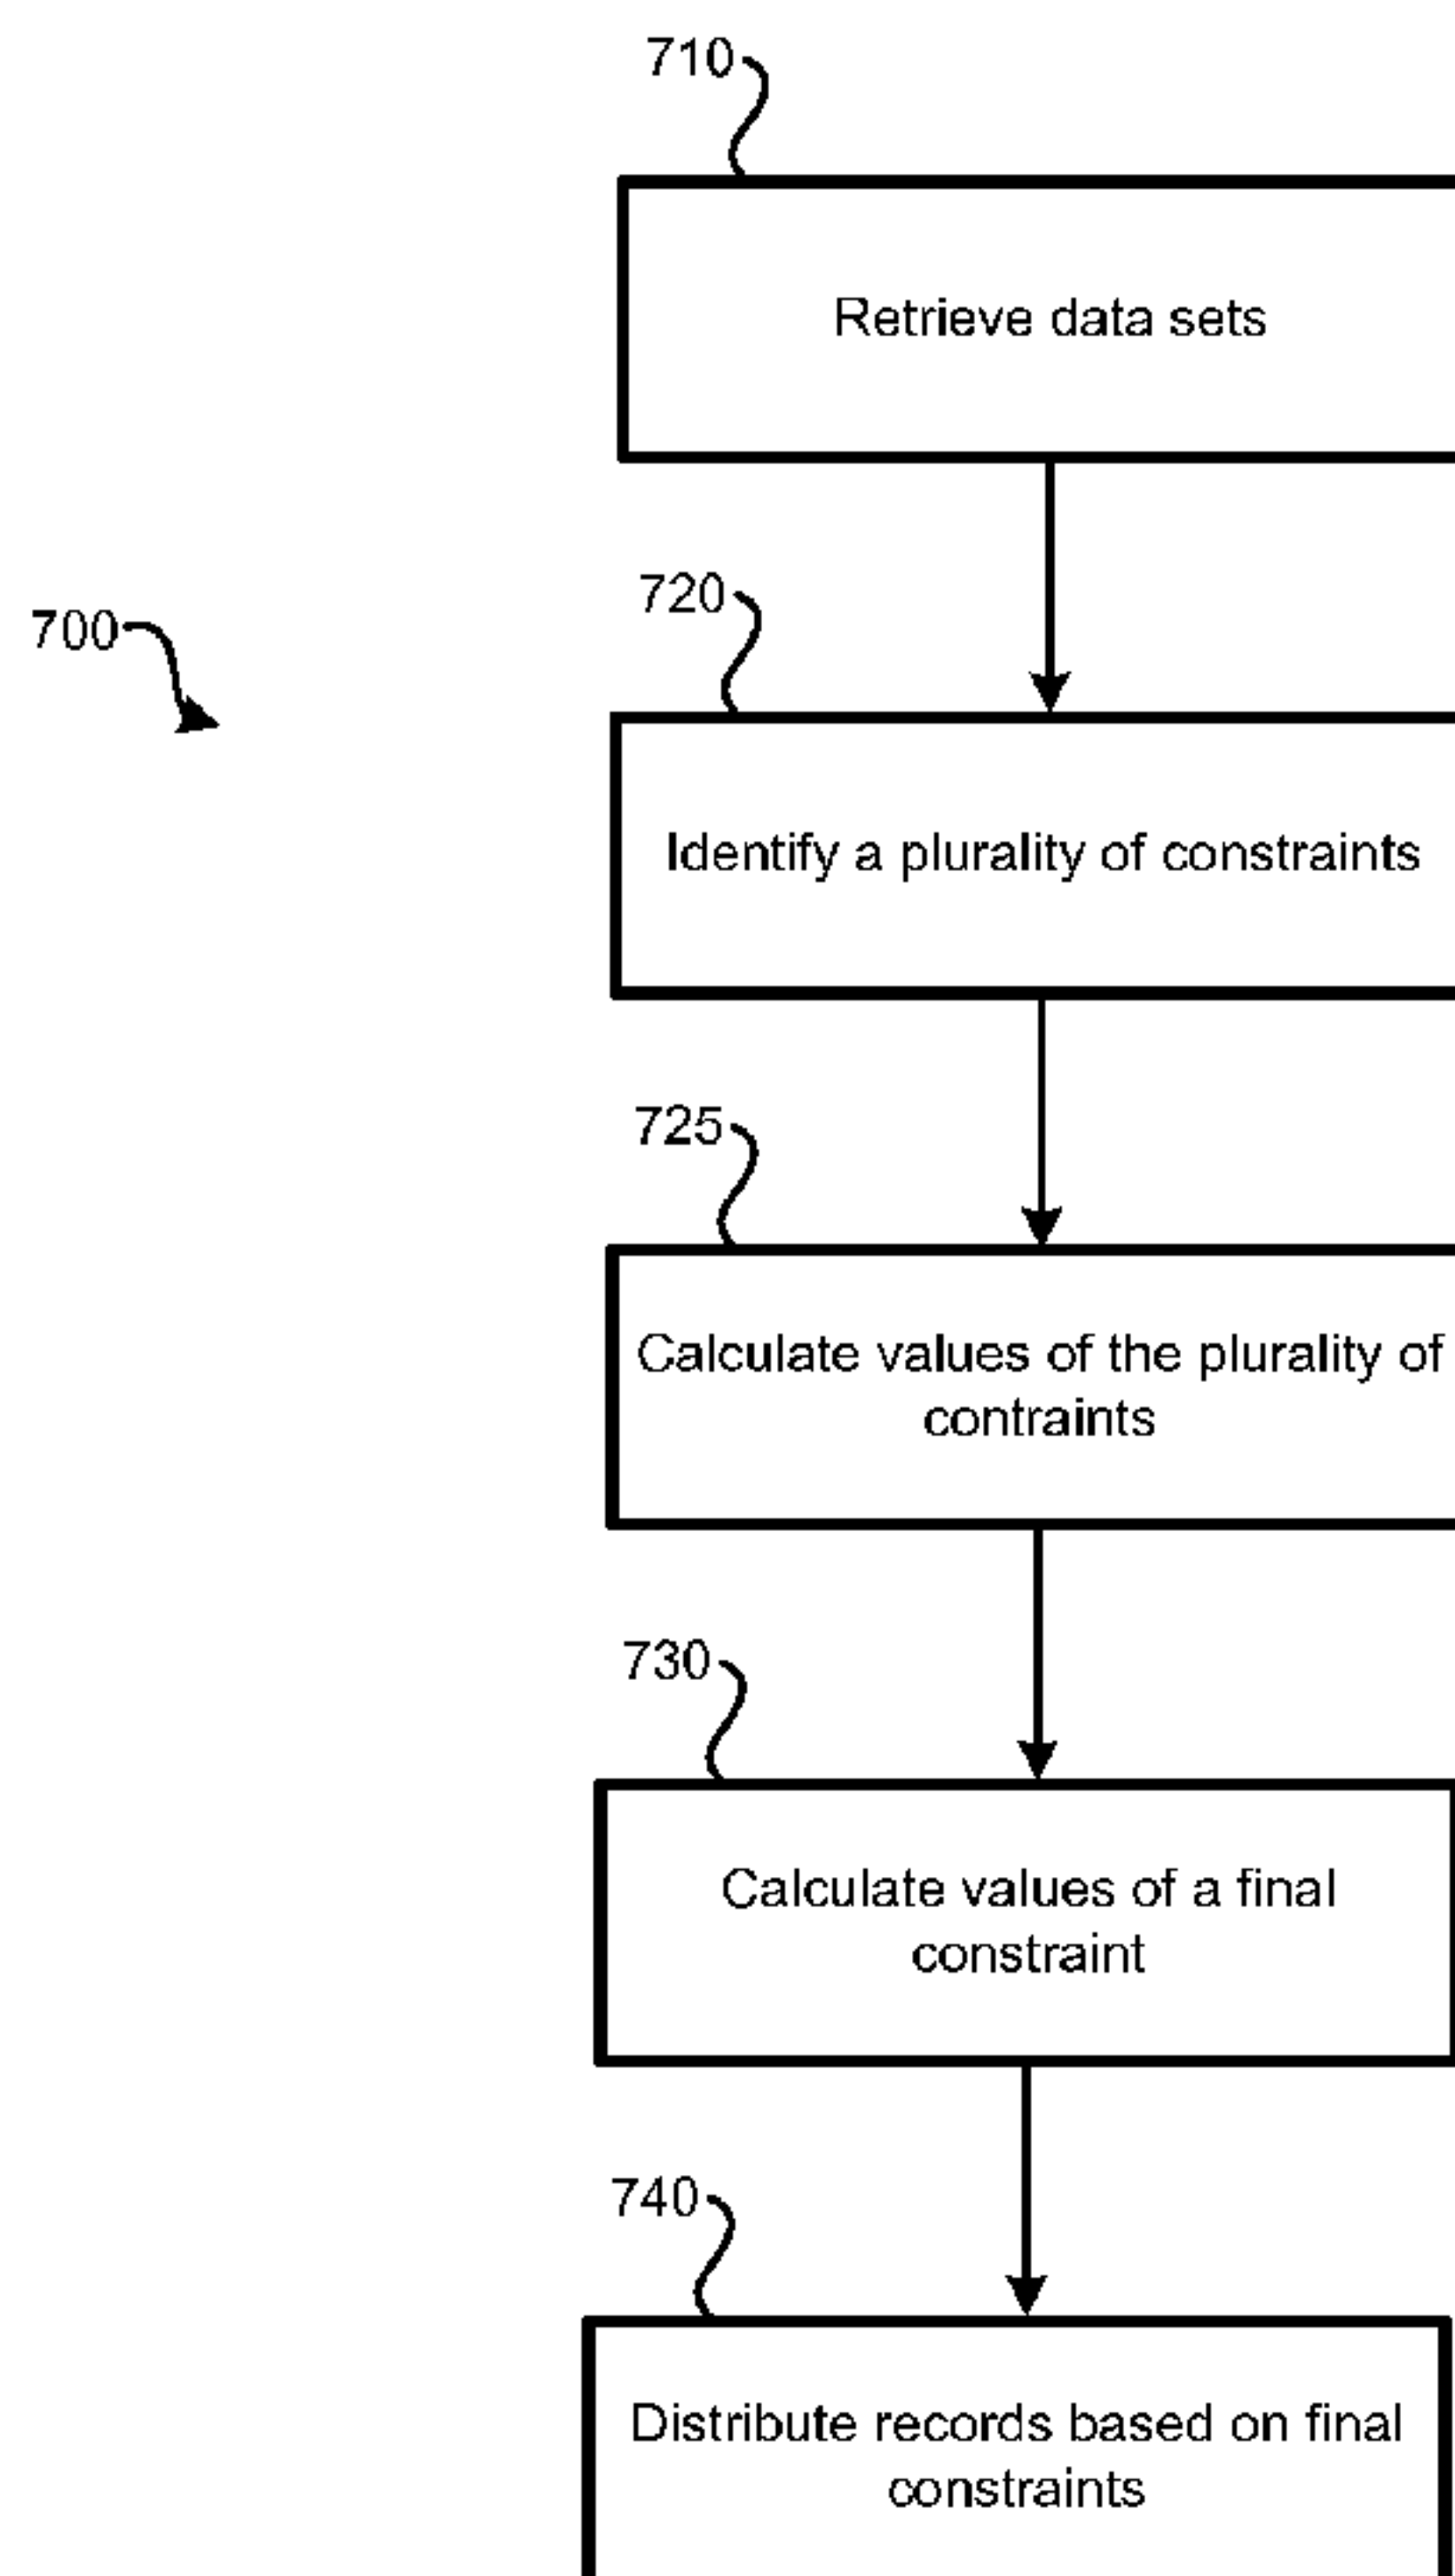 710
Retrieve data sets
700
720
Identify a plurality of constraints
725
Calculate values of the plurality of
contraints
730
Calculate values of a final
constraint
740
Distribute records based on final
constraints